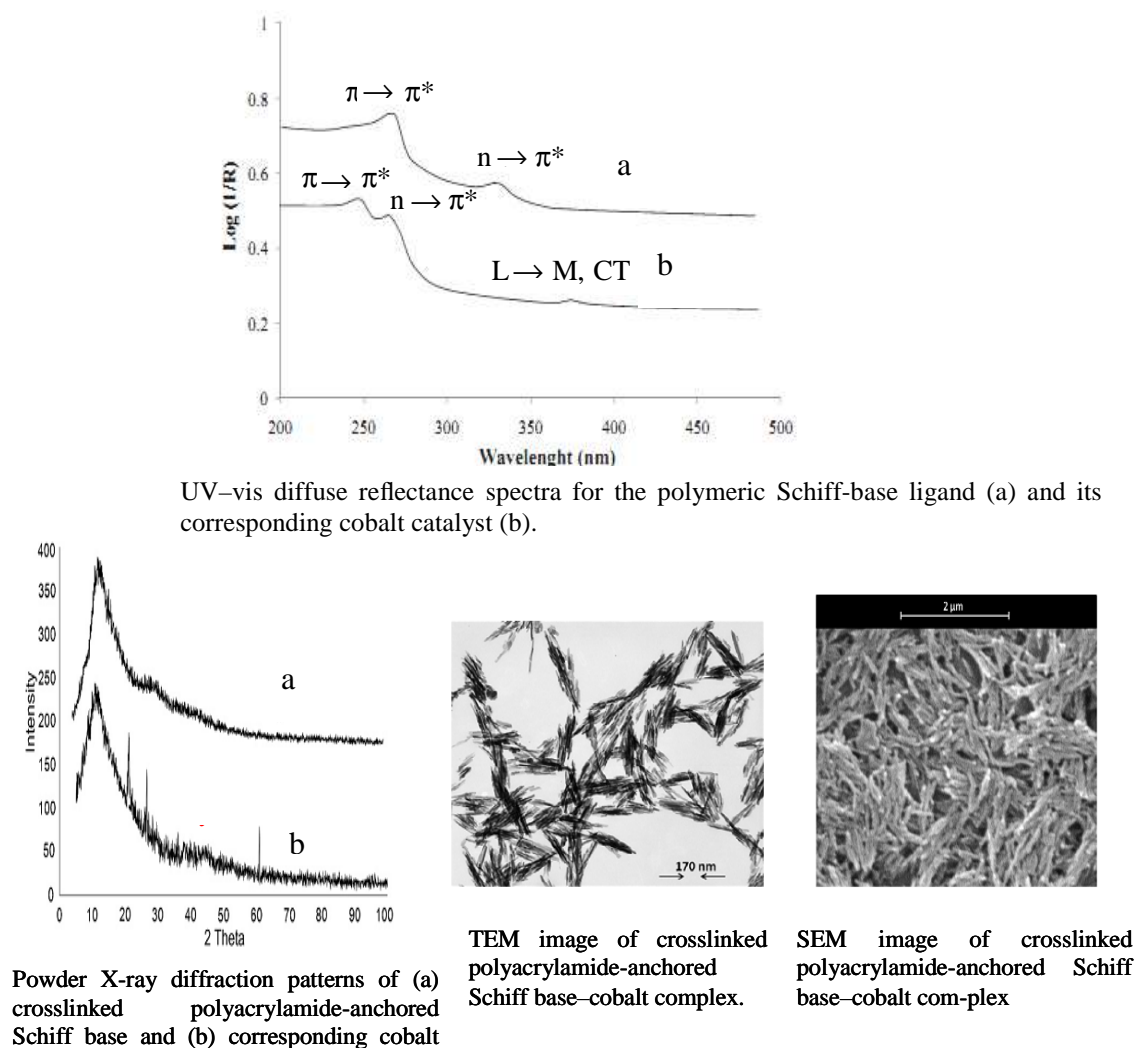 1
0.8
0.6
0.4
0.2
0
Log (1/R)
π → π*
n → π*
a
π → π*
n → π*
L → M, CT
b
200 250 300 350 400 450 500
Wavelenght (nm)
UV–vis diffuse reflectance spectra for the polymeric Schiff-base ligand (a) and its
corresponding cobalt catalyst (b).
400
350
300
250
200
150
100
50
0
Intensity
a
b
0 10 20 30 40 50 60 70 80 90 100
2 Theta
Powder X-ray diffraction patterns of (a)
crosslinked polyacrylamide-anchored
Schiff base and (b) corresponding cobalt
170 nm
TEM image of crosslinked
polyacrylamide-anchored
Schiff base–cobalt complex.
2 μm
SEM image of crosslinked
polyacrylamide-anchored Schiff
base–cobalt com-plex